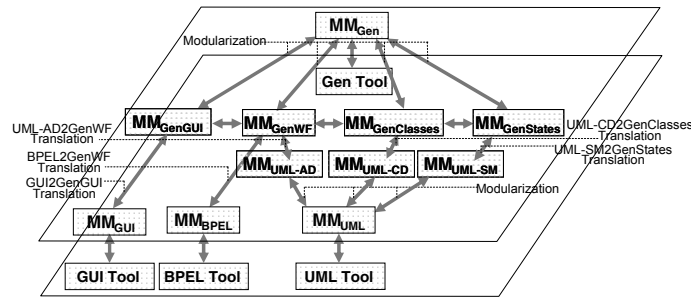 MMGen
Modularization
Gen Tool
MMGenGUI
MMGenWF
MMGenClasses
MMGenStates
UML-AD2GenWF
Translation
UML-CD2GenClasses
Translation
BPEL2GenWF
Translation
UML-SM2GenStates
Translation
MMUML-AD
MMUML-CD
MMUML-SM
GUI2GenGUI
Translation
Modularization
MMGUI
MMBPEL
MMUML
GUI Tool
BPEL Tool
UML Tool